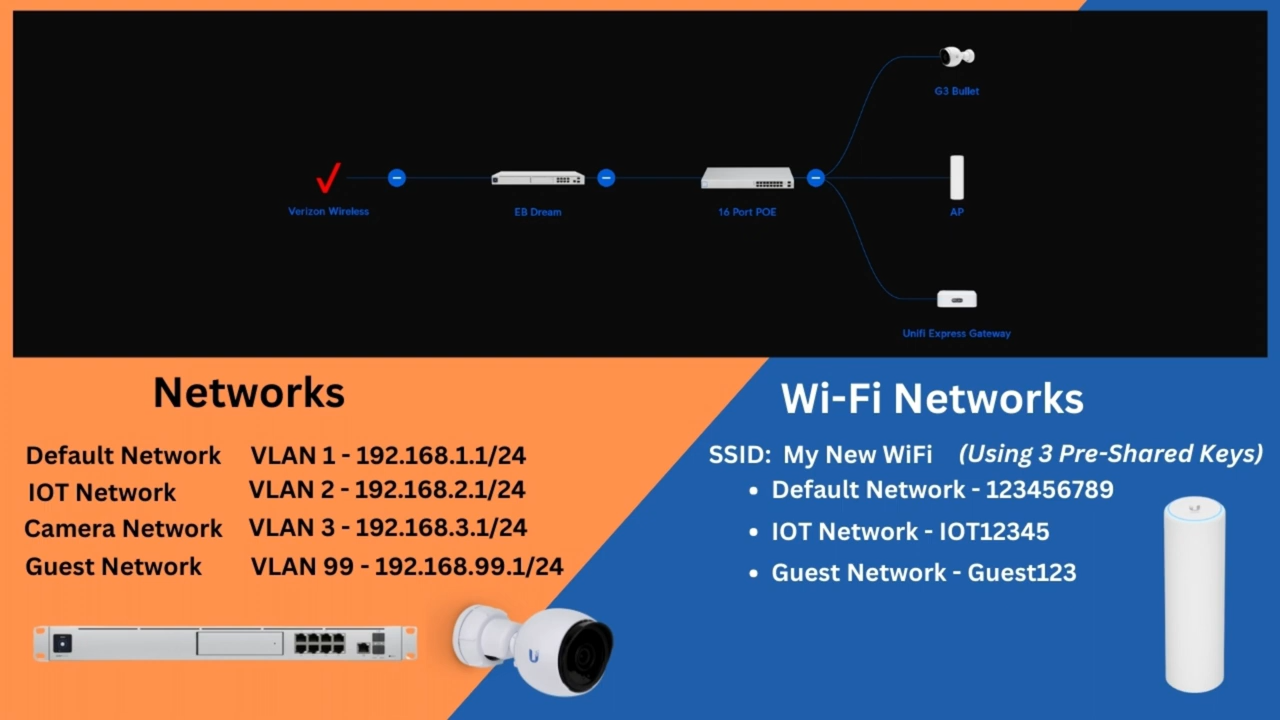 G3 Bullet
Verizon Wireless
EB Dream
16 Port POE
AP
Unifi Express Gateway
Networks
Default Network VLAN 1 - 192.168.1.1/24
IOT Network VLAN 2 - 192.168.2.1/24
Camera Network VLAN 3 - 192.168.3.1/24
Guest Network VLAN 99 - 192.168.99.1/24
Wi-Fi Networks
SSID: My New WiFi (Using 3 Pre-Shared Keys)
• Default Network - 123456789
• IOT Network - IOT12345
• Guest Network - Guest123